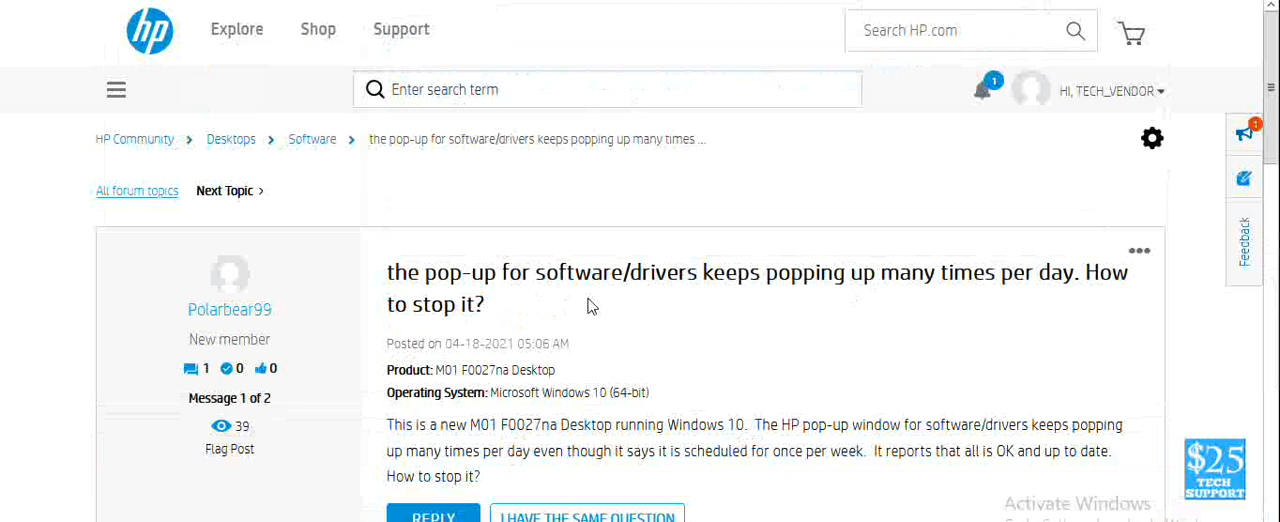 hp
Explore Shop Support Search HP.com
Enter search term 1 HI, TECH_VENDOR
1
HP Community > Desktops > Software > the pop-up for software/drivers keeps popping up many times ...
All forum topics Next Topic >
Feedback
the pop-up for software/drivers keeps popping up many times per day. How
to stop it?
Polarbear99
New member
1 0 0
Message 1 of 2
39
Flag Post
Posted on 04-18-2021 05:06 AM
Product: M01 F0027na Desktop
Operating System: Microsoft Windows 10 (64-bit)
This is a new M01 F0027na Desktop running Windows 10. The HP pop-up window for software/drivers keeps popping
up many times per day even though it says it is scheduled for once per week. It reports that all is OK and up to date.
How to stop it?
REPLY I HAVE THE SAME QUESTION
$25
TECH
SUPPORT
Activate Windows